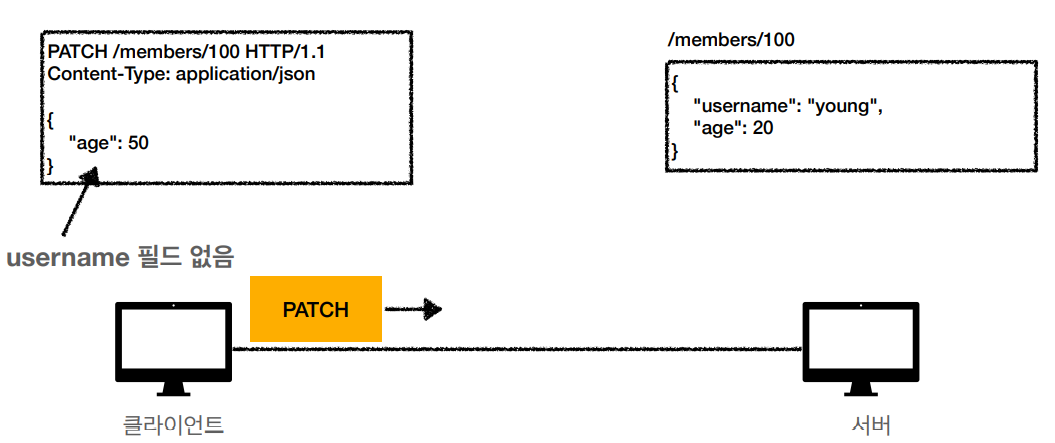 PATCH /members/100 HTTP/1.1
Content-Type: application/json
{
"age": 50
}
username 필드 없음
/members/100
{
"username": "young",
"age": 20
}
PATCH
클라이언트
서버